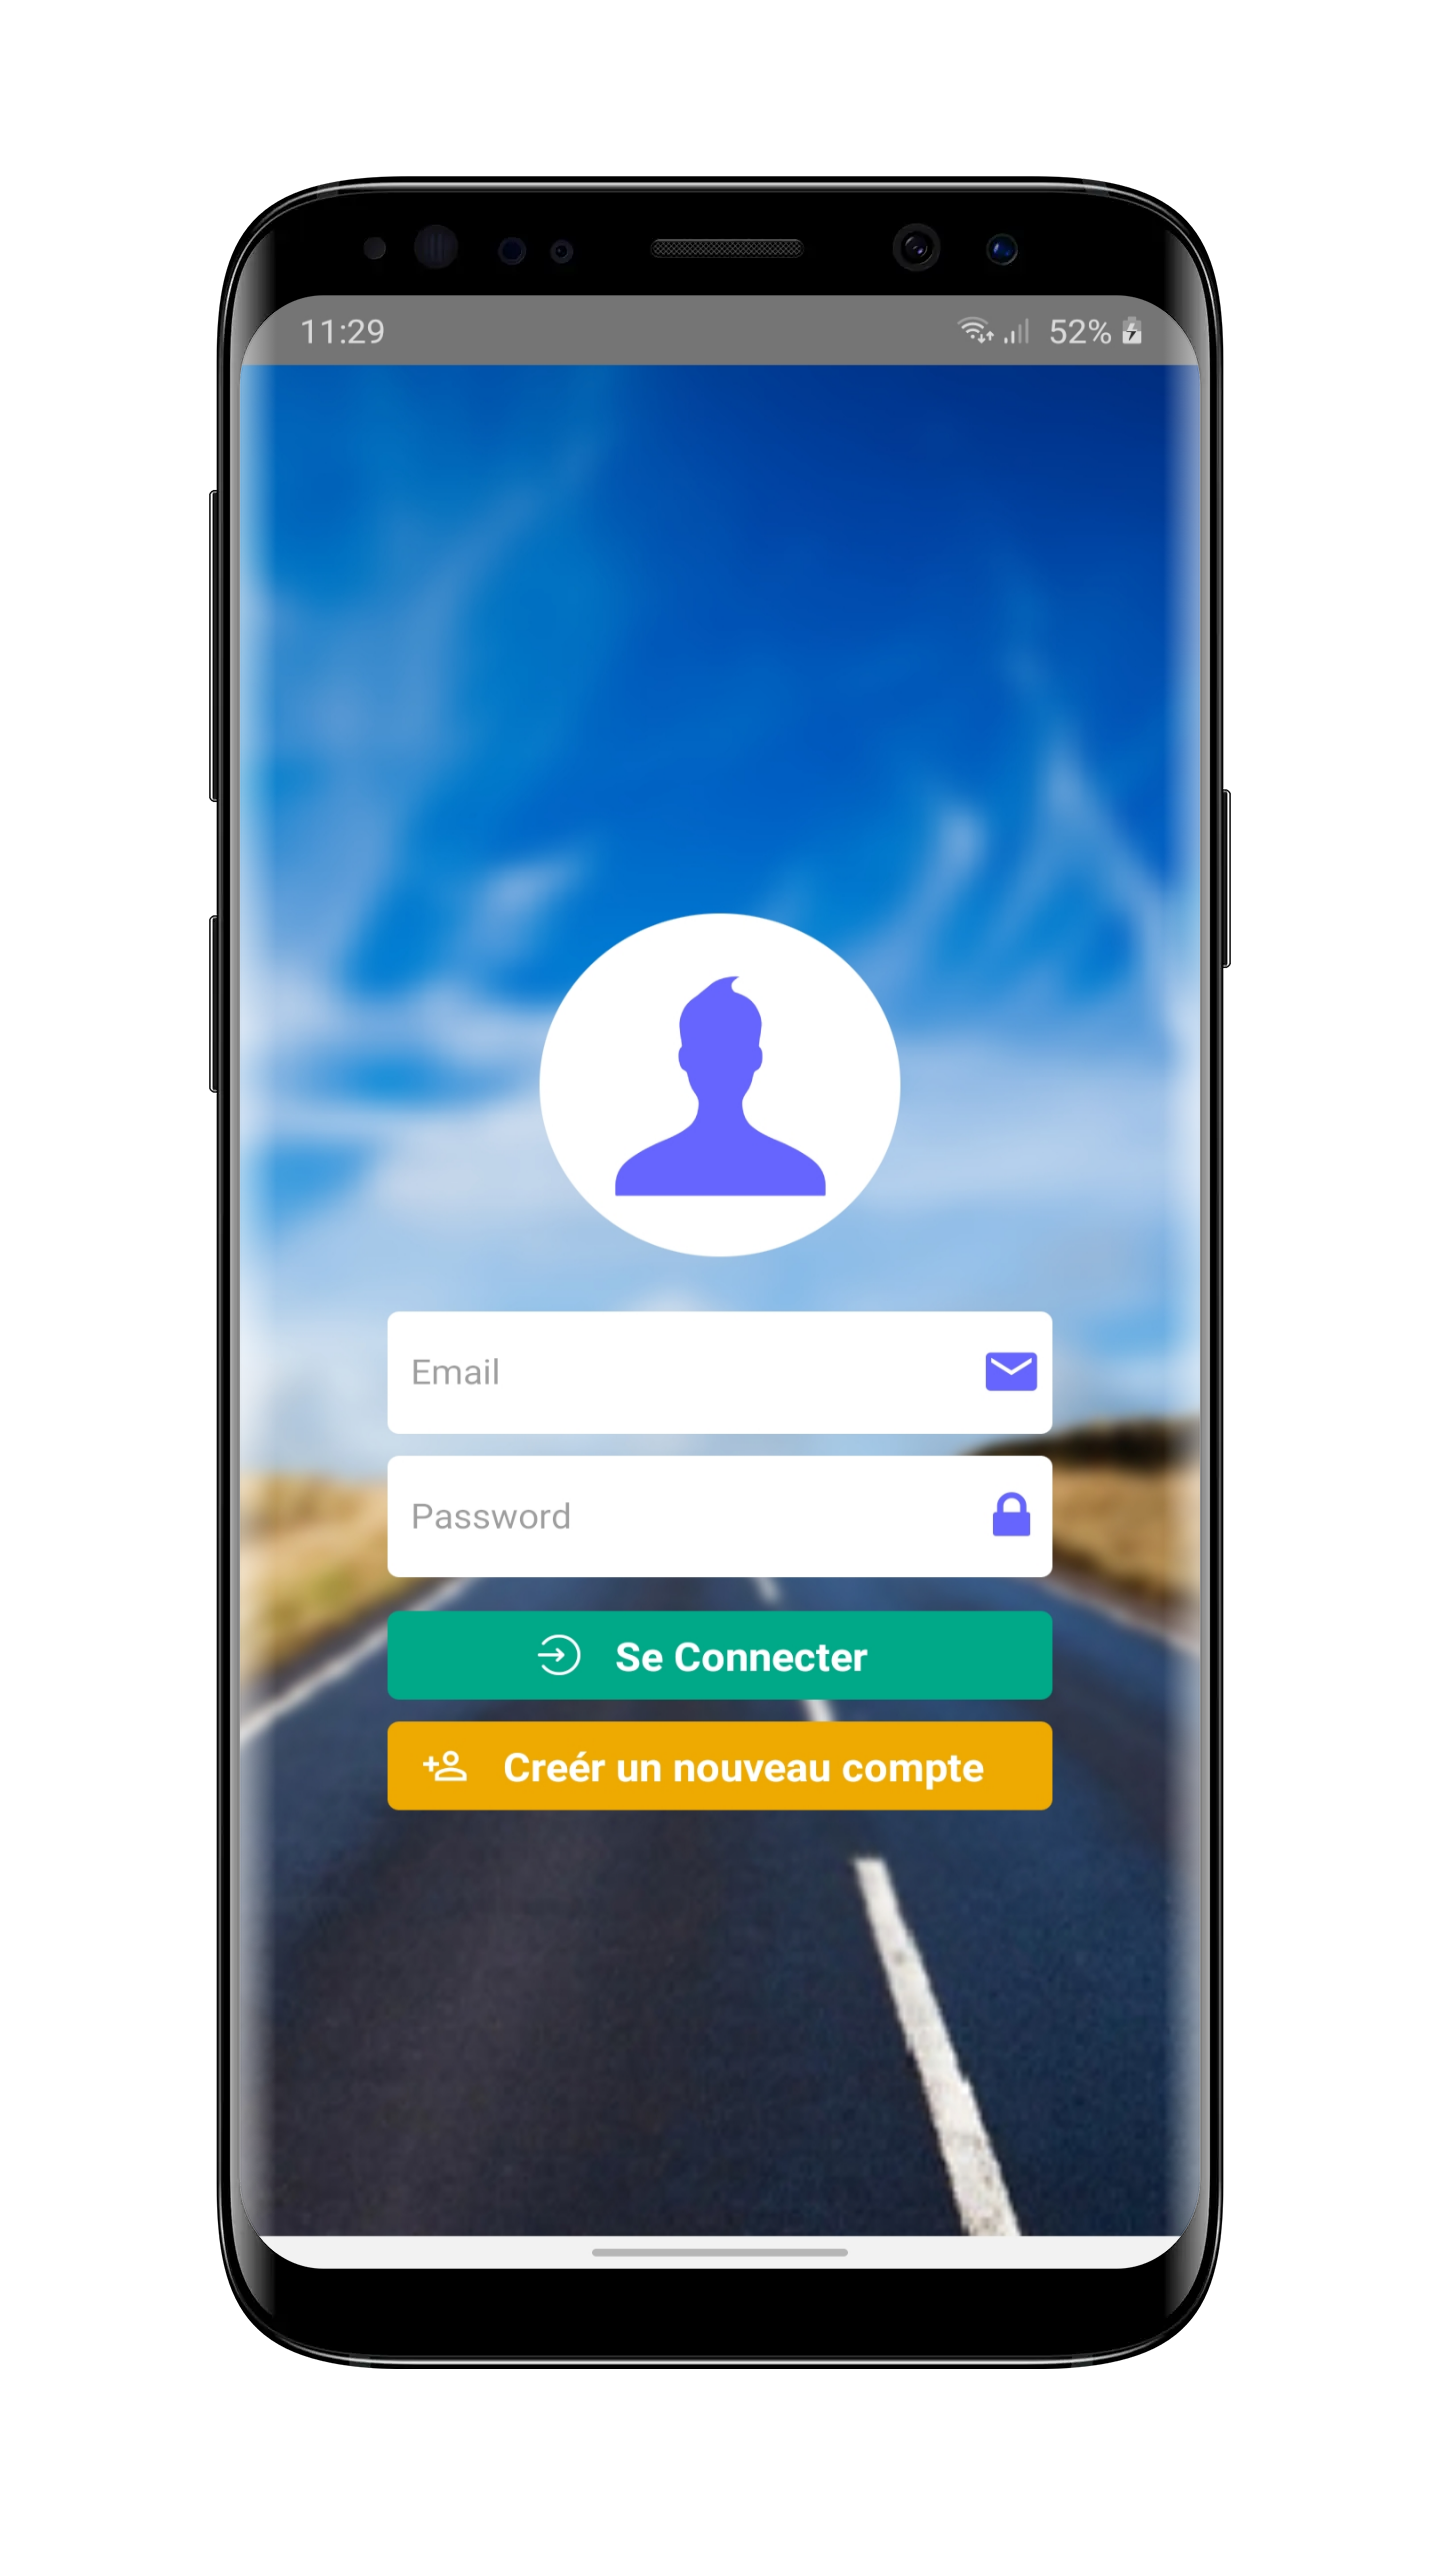 11:29 52%
Email
Password
Se Connecter
Creér un nouveau compte